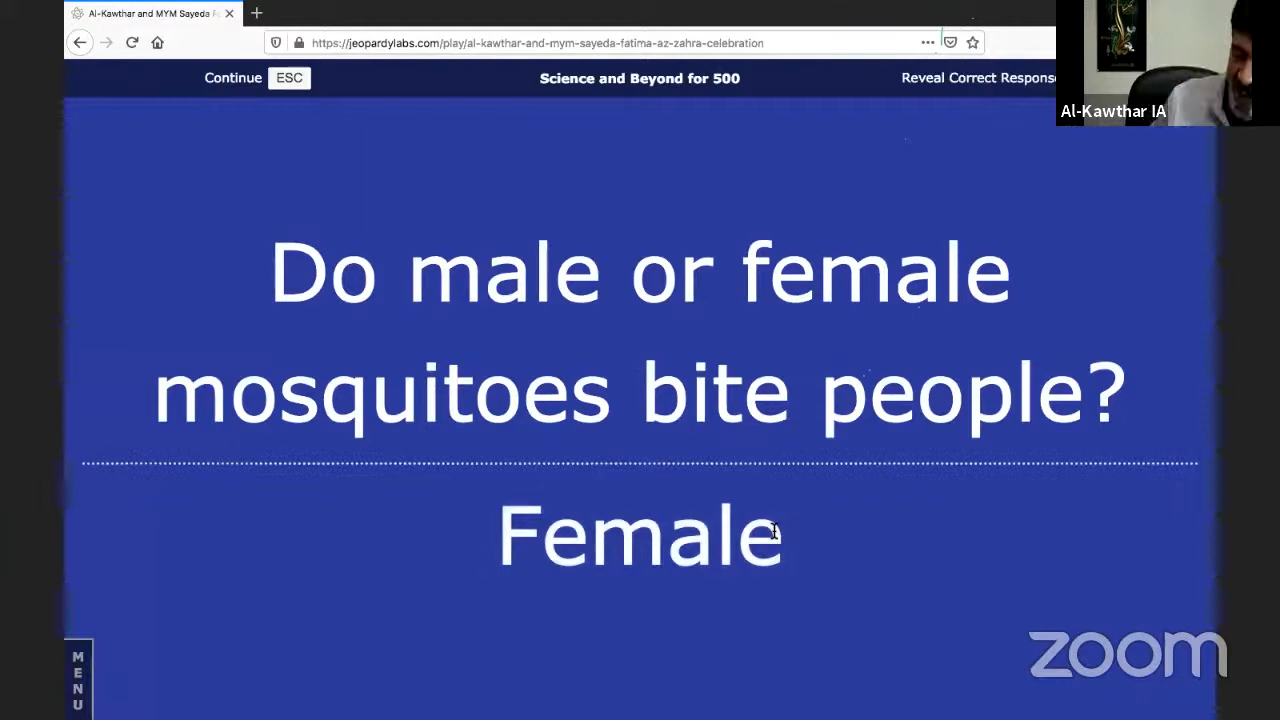 Al-Kawthar and MYM Sayeda
https://jeopardylabs.com/play/al-kawthar-and-mym-sayeda-fatima-az-zahra-celebration
Continue ESC
Science and Beyond for 500
Reveal Correct Respons
Al-Kawthar IA
Do male or female
mosquitoes bite people?
Female
MENU
zoom